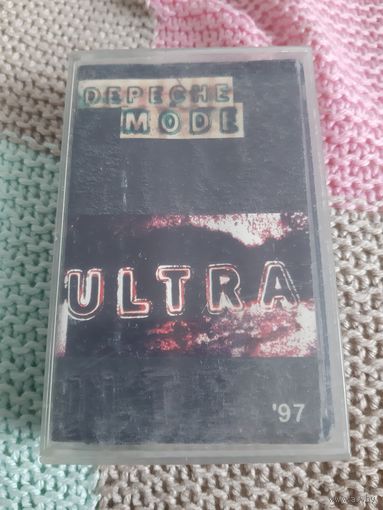 DEPECHE
MODE
ULTRA
'97